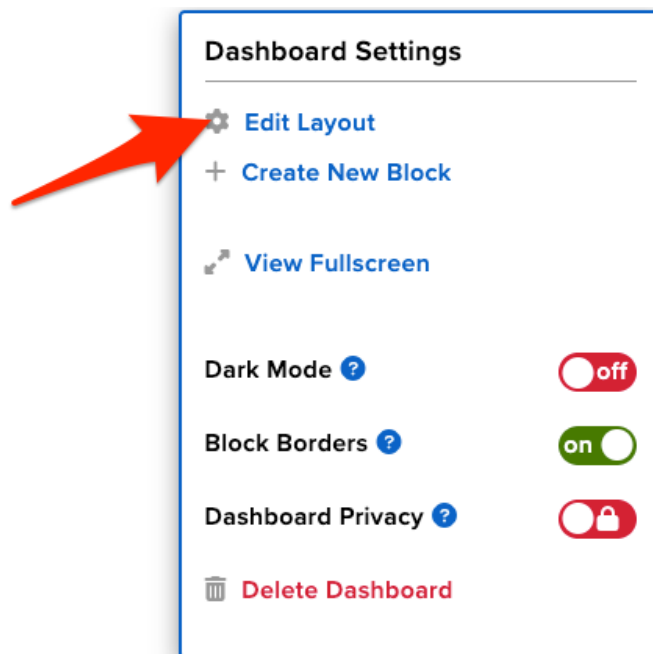 Dashboard Settings
Edit Layout
+ Create New Block
View Fullscreen
Dark Mode ? off
Block Borders ? on
Dashboard Privacy ?
Delete Dashboard